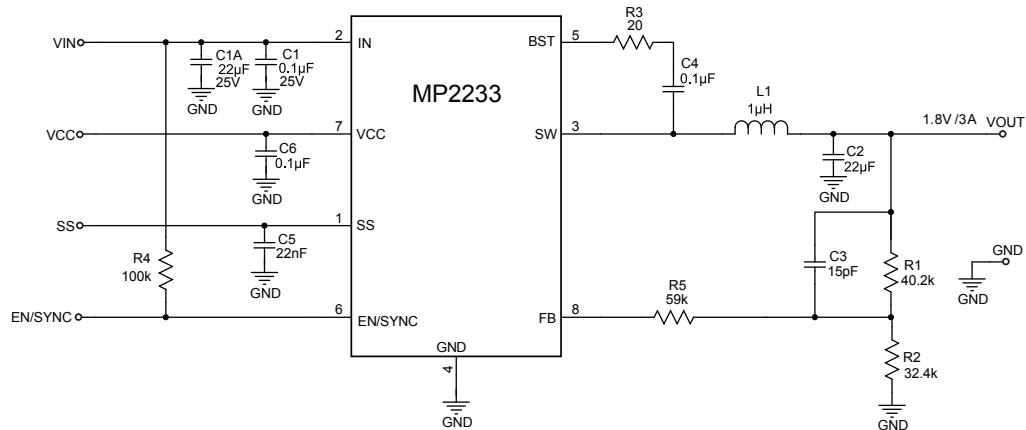 R3
20
VIN
2
IN
BST
5
C1A
22µF
25V
C1
0.1µF
25V
C4
0.1µF
GND
GND
MP2233
L1
1µH
VCC
7
VCC
SW
3
1.8V/3A
VOUT
C6
0.1µF
C2
22µF
GND
GND
SS
1
SS
C5
22nF
R4
100k
C3
15pF
R1
40.2k
GND
GND
GND
R5
59k
EN/SYNC
6
EN/SYNC
FB
8
GND
4
R2
32.4k
GND
GND